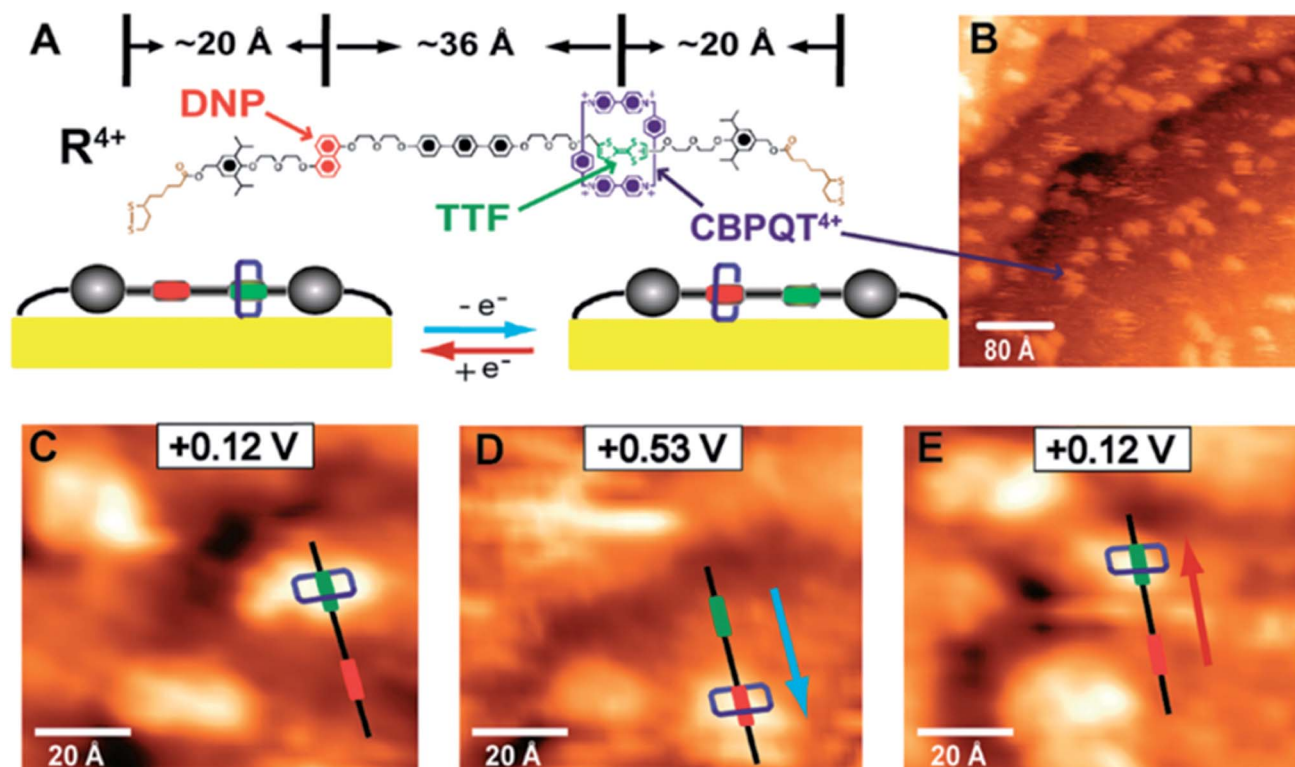 A
~20 Å
~36 Å
~20 Å
B
DNP
R4+
TTF
CBPQT4+
- e-
+ e-
80 Å
C
+0.12 V
20 Å
D
+0.53 V
20 Å
E
+0.12 V
20 Å